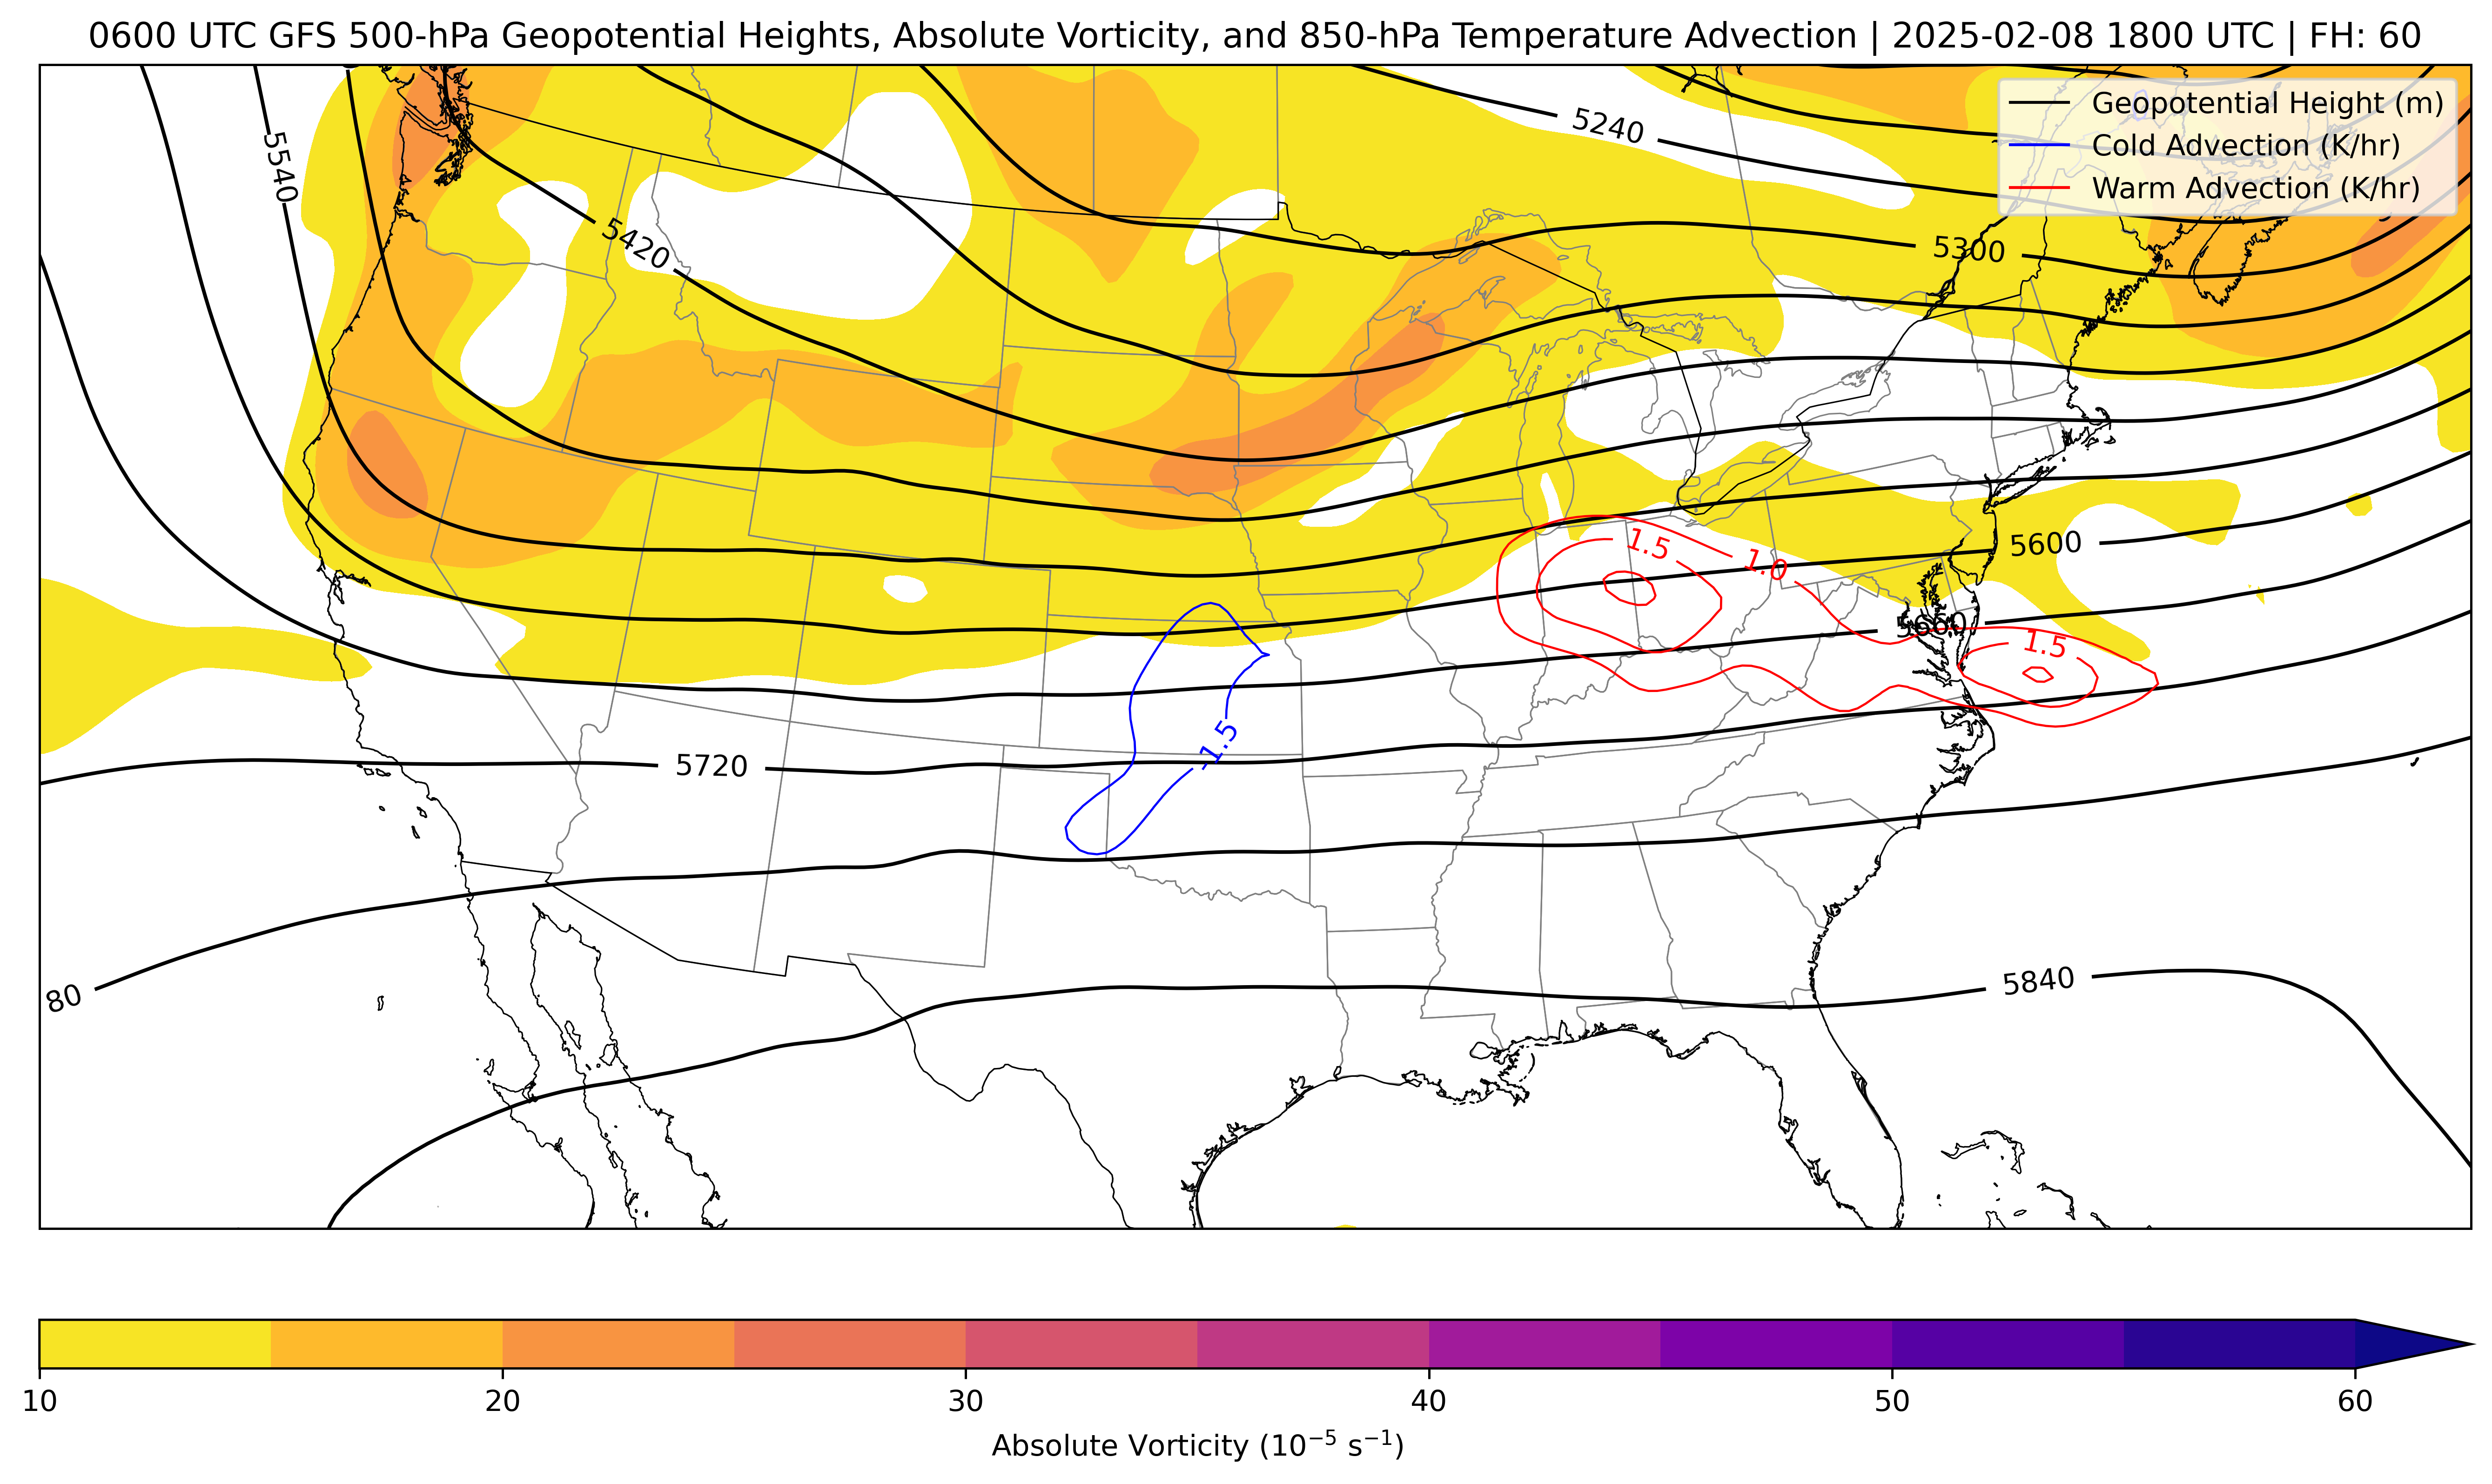 0600 UTC GFS 500-hPa Geopotential Heights, Absolute Vorticity, and 850-hPa Temperature Advection | 2025-02-08 1800 UTC | FH: 60
Geopotential Height (m)
Cold Advection (K/hr)
Warm Advection (K/hr)
5240
5540
5420
5300
1.5
1.0
5600
5660
1.5
-1.5
5720
80
5840
10 20 30 40 50 60
Absolute Vorticity (10⁻⁵ s⁻¹)